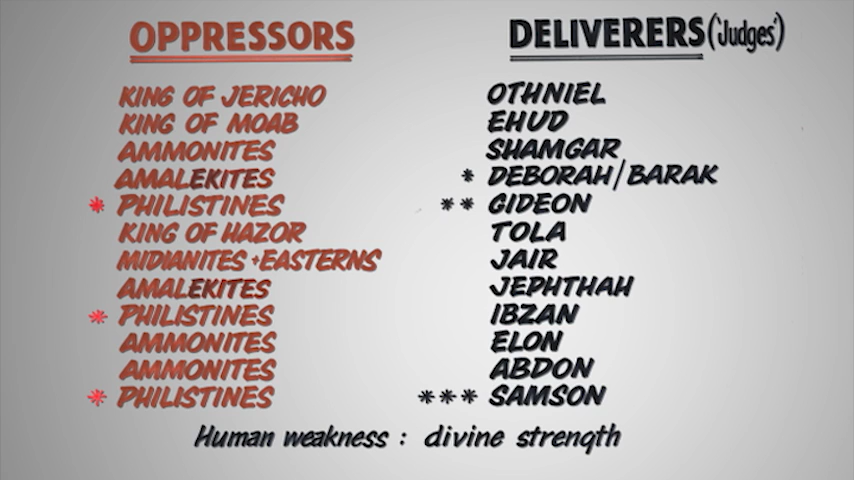 OPPRESSORS
KING OF JERICHO
KING OF MOAB
AMMONITES
AMALEKITES
* PHILISTINES
KING OF HAZOR
MIDIANITES + EASTERNS
AMALEKITES
* PHILISTINES
AMMONITES
AMMONITES
* PHILISTINES
DELIVERERS ('Judges')
OTHNIEL
EHUD
SHAMGAR
* DEBORAH/BARAK
** GIDEON
TOLA
JAIR
JEPHTHAH
IBZAN
ELON
ABDON
*** SAMSON
Human weakness : divine strength